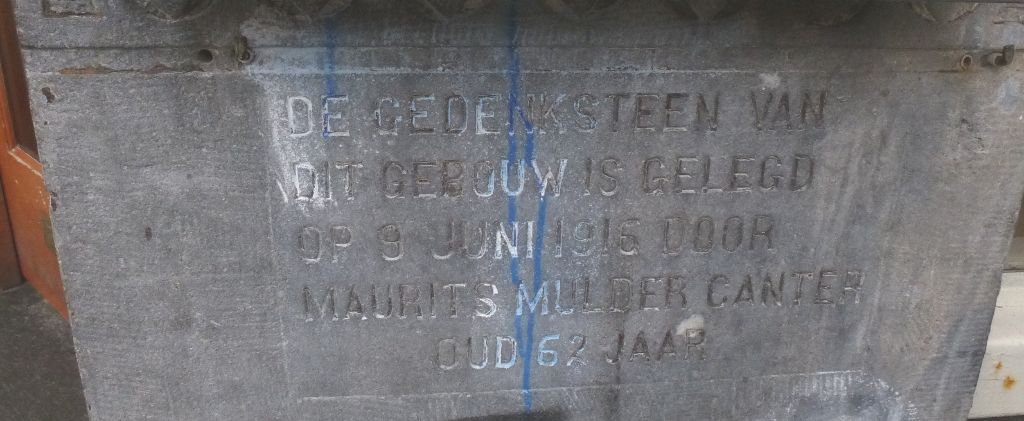 DE GEDENKSTEEN VAN
DIT GEBOUW IS GELEGD
OP 9 JUNI 1916 DOOR
MAURITS MULDER CANTER
OUD 62 JAAR